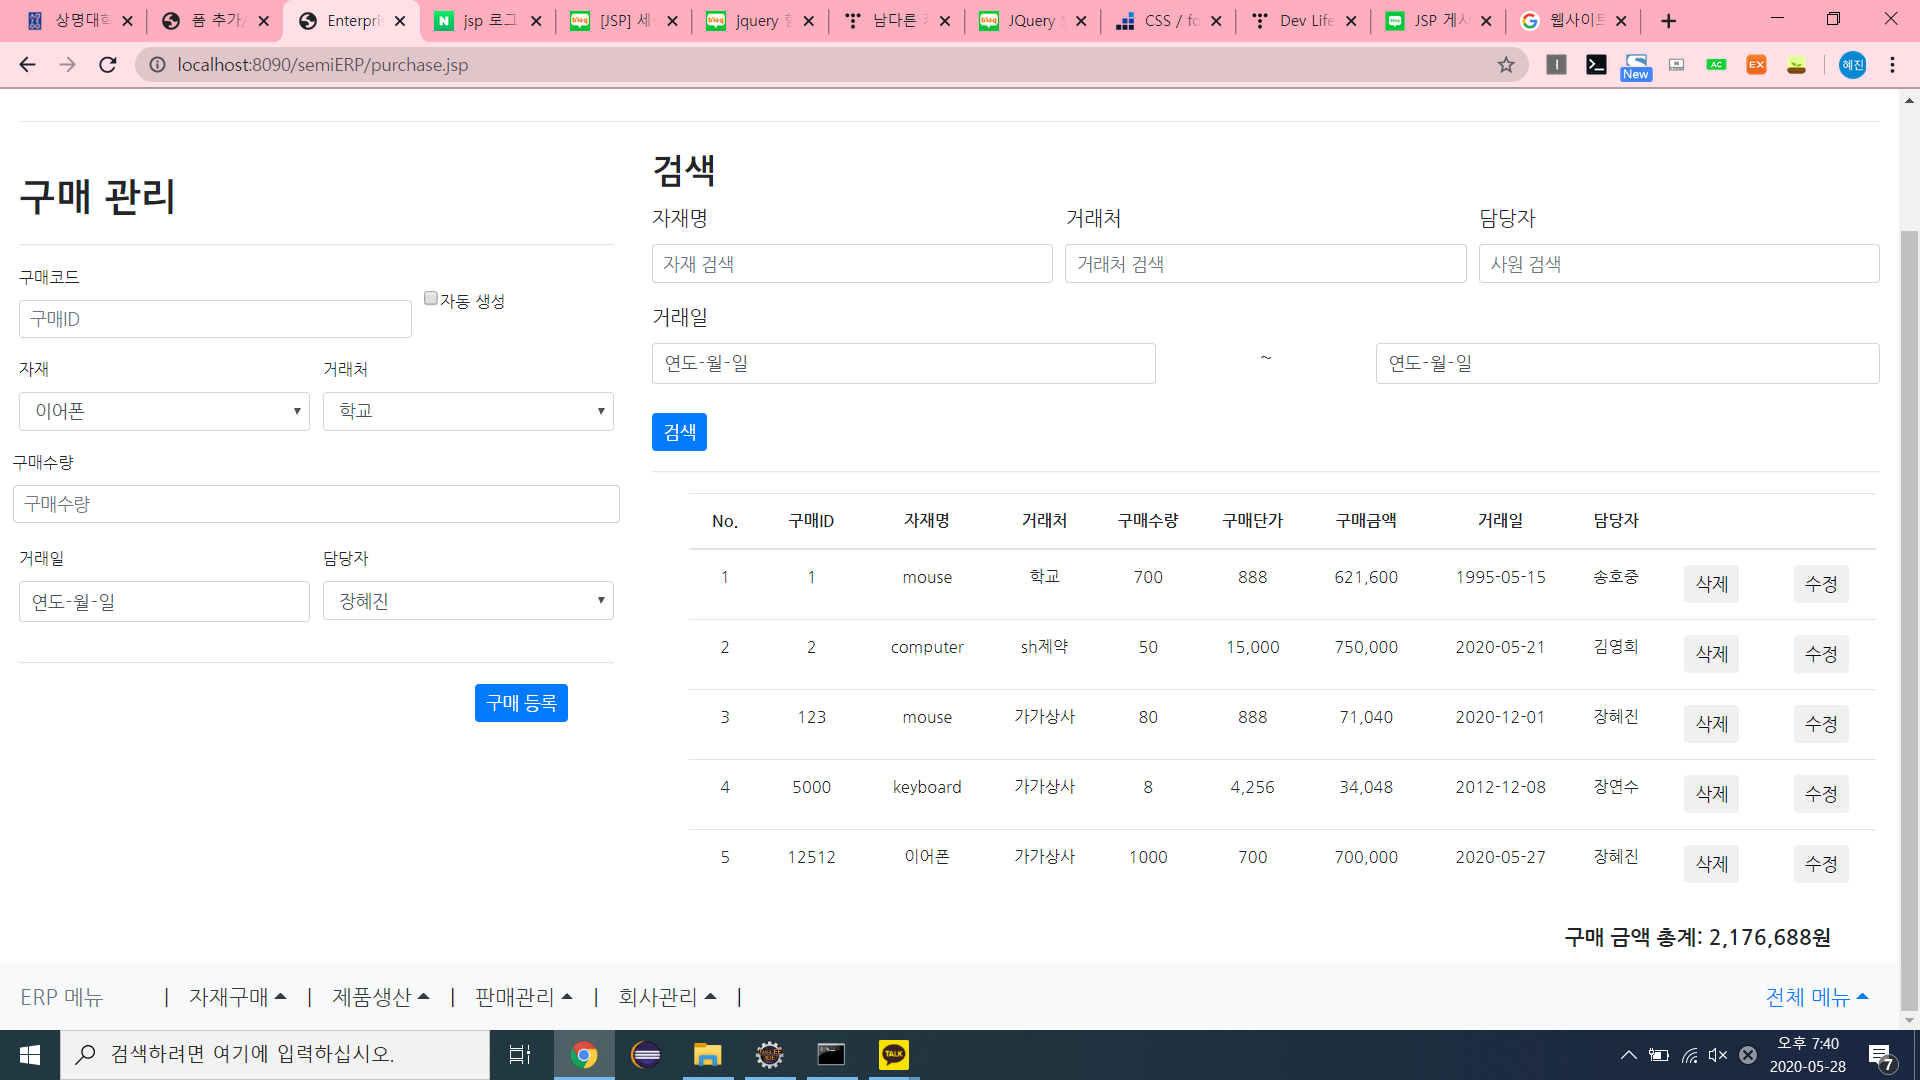 상명대학
폼 추가/
Enterpri
jsp 로그
[JSP] 세
jquery
남다른
JQuery
CSS / fo
Dev Life
JSP 게시
웹사이트
localhost:8090/semiERP/purchase.jsp
New
AC
EX
혜진
구매 관리
구매코드
구매ID
자동 생성
자재
거래처
이어폰
학교
구매수량
구매수량
거래일
담당자
연도-월-일
장혜진
구매 등록
검색
자재명
거래처
담당자
자재 검색
거래처 검색
사원 검색
거래일
연도-월-일 ~ 연도-월-일
검색
No. 구매ID 자재명 거래처 구매수량 구매단가 구매금액 거래일 담당자
1 1 mouse 학교 700 888 621,600 1995-05-15 송호중 삭제 수정
2 2 computer sh제약 50 15,000 750,000 2020-05-21 김영희 삭제 수정
3 123 mouse 가가상사 80 888 71,040 2020-12-01 장혜진 삭제 수정
4 5000 keyboard 가가상사 8 4,256 34,048 2012-12-08 장연수 삭제 수정
5 12512 이어폰 가가상사 1000 700 700,000 2020-05-27 장혜진 삭제 수정
구매 금액 총계: 2,176,688원
ERP 메뉴 | 자재구매 | 제품생산 | 판매관리 | 회사관리 | 전체 메뉴
검색하려면 여기에 입력하십시오.
TALK
오후 7:40
2020-05-28
7